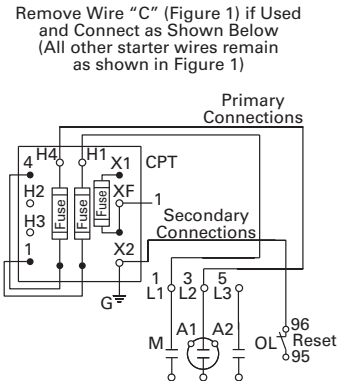 Remove Wire “C” (Figure 1) if Used
and Connect as Shown Below
(All other starter wires remain
as shown in Figure 1)
Primary
Connections
4 H4 H1 X1 CPT
H2 XF 1
H3
Fuse Fuse Fuse
Secondary
Connections
1 X2
G
1 3 5
L1 L2 L3
M A1 A2
96
OL Reset
95